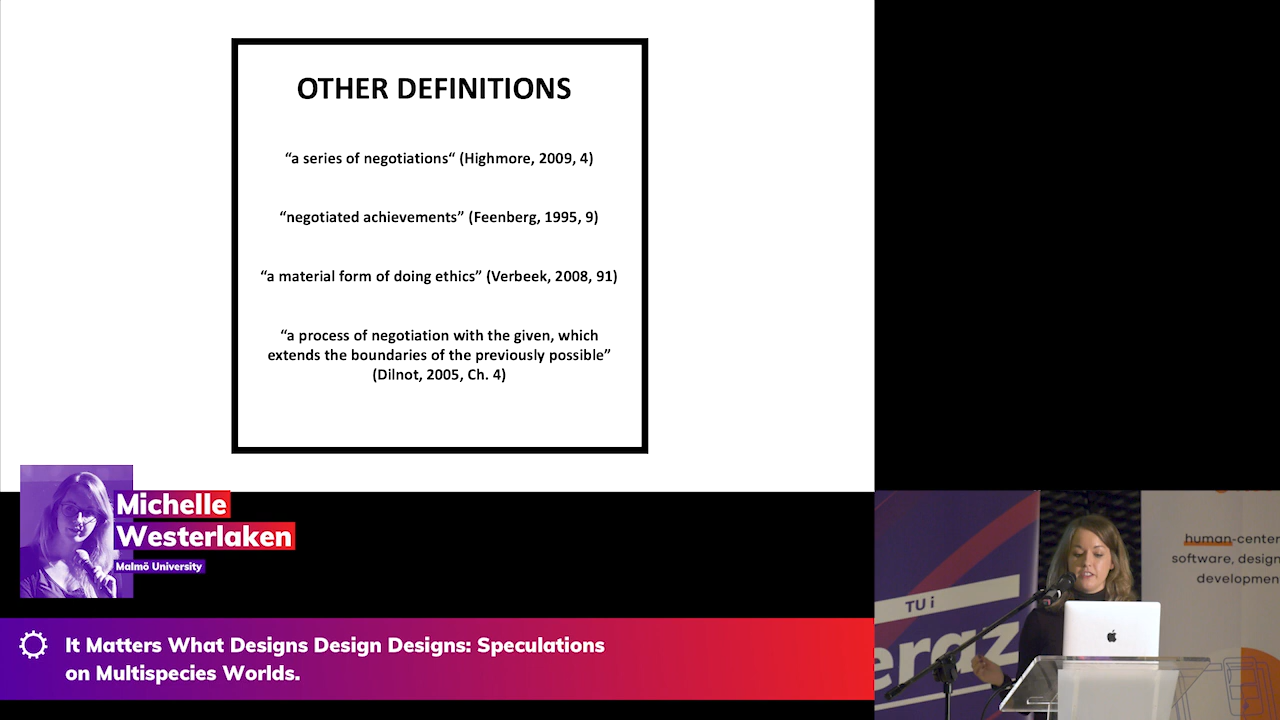 OTHER DEFINITIONS
“a series of negotiations“ (Highmore, 2009, 4)
“negotiated achievements” (Feenberg, 1995, 9)
“a material form of doing ethics” (Verbeek, 2008, 91)
“a process of negotiation with the given, which
extends the boundaries of the previously possible”
(Dilnot, 2005, Ch. 4)
Michelle
Westerlaken
Malmö University
It Matters What Designs Design Designs: Speculations
on Multispecies Worlds.
TU i
eraz
human-center
software, design
development